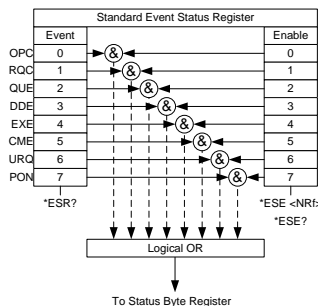 Standard Event Status Register
Event Enable
OPC 0 & 0
RQC 1 & 1
QUE 2 & 2
DDE 3 & 3
EXE 4 & 4
CME 5 & 5
URQ 6 & 6
PON 7 & 7
*ESR? *ESE <NRf>
*ESE?
Logical OR
To Status Byte Register